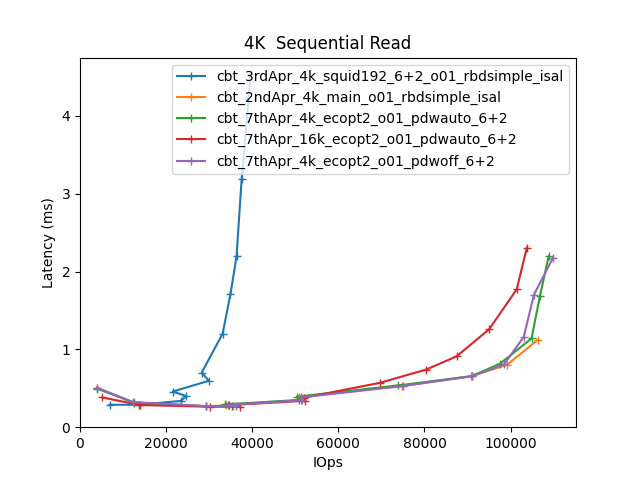 4K  Sequential Read
cbt_3rdApr_4k_squid192_6+2_o01_rbdsimple_isal
cbt_2ndApr_4k_main_o01_rbdsimple_isal
cbt_7thApr_4k_ecopt2_o01_pdwauto_6+2
cbt_7thApr_16k_ecopt2_o01_pdwauto_6+2
cbt_7thApr_4k_ecopt2_o01_pdwoff_6+2
Latency (ms)
4
3
2
1
0
0 20000 40000 60000 80000 100000
IOps